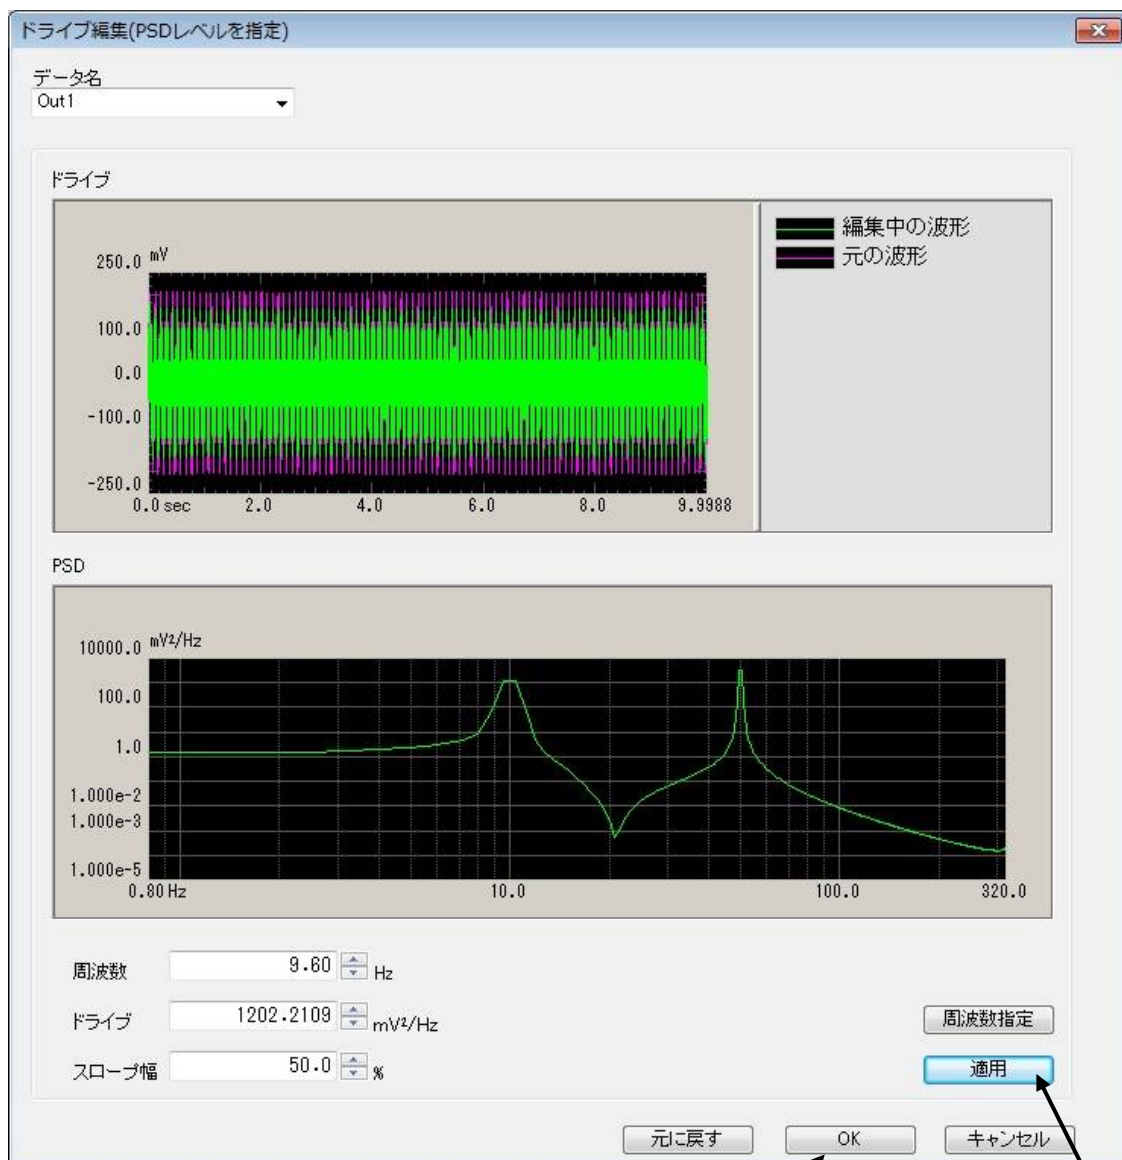 ドライブ編集(PSDレベルを指定)
データ名
Out1
ドライブ
250.0 mV
100.0
0.0
-100.0
-250.0
0.0 sec 2.0 4.0 6.0 8.0 9.9988
編集中の波形
元の波形
PSD
10000.0 mV²/Hz
100.0
1.0
1.000e-2
1.000e-3
1.000e-5
0.80 Hz 10.0 100.0 320.0
周波数 9.60 Hz
ドライブ 1202.2109 mV²/Hz
周波数指定
スロープ幅 50.0 %
適用
元に戻す OK キャンセル